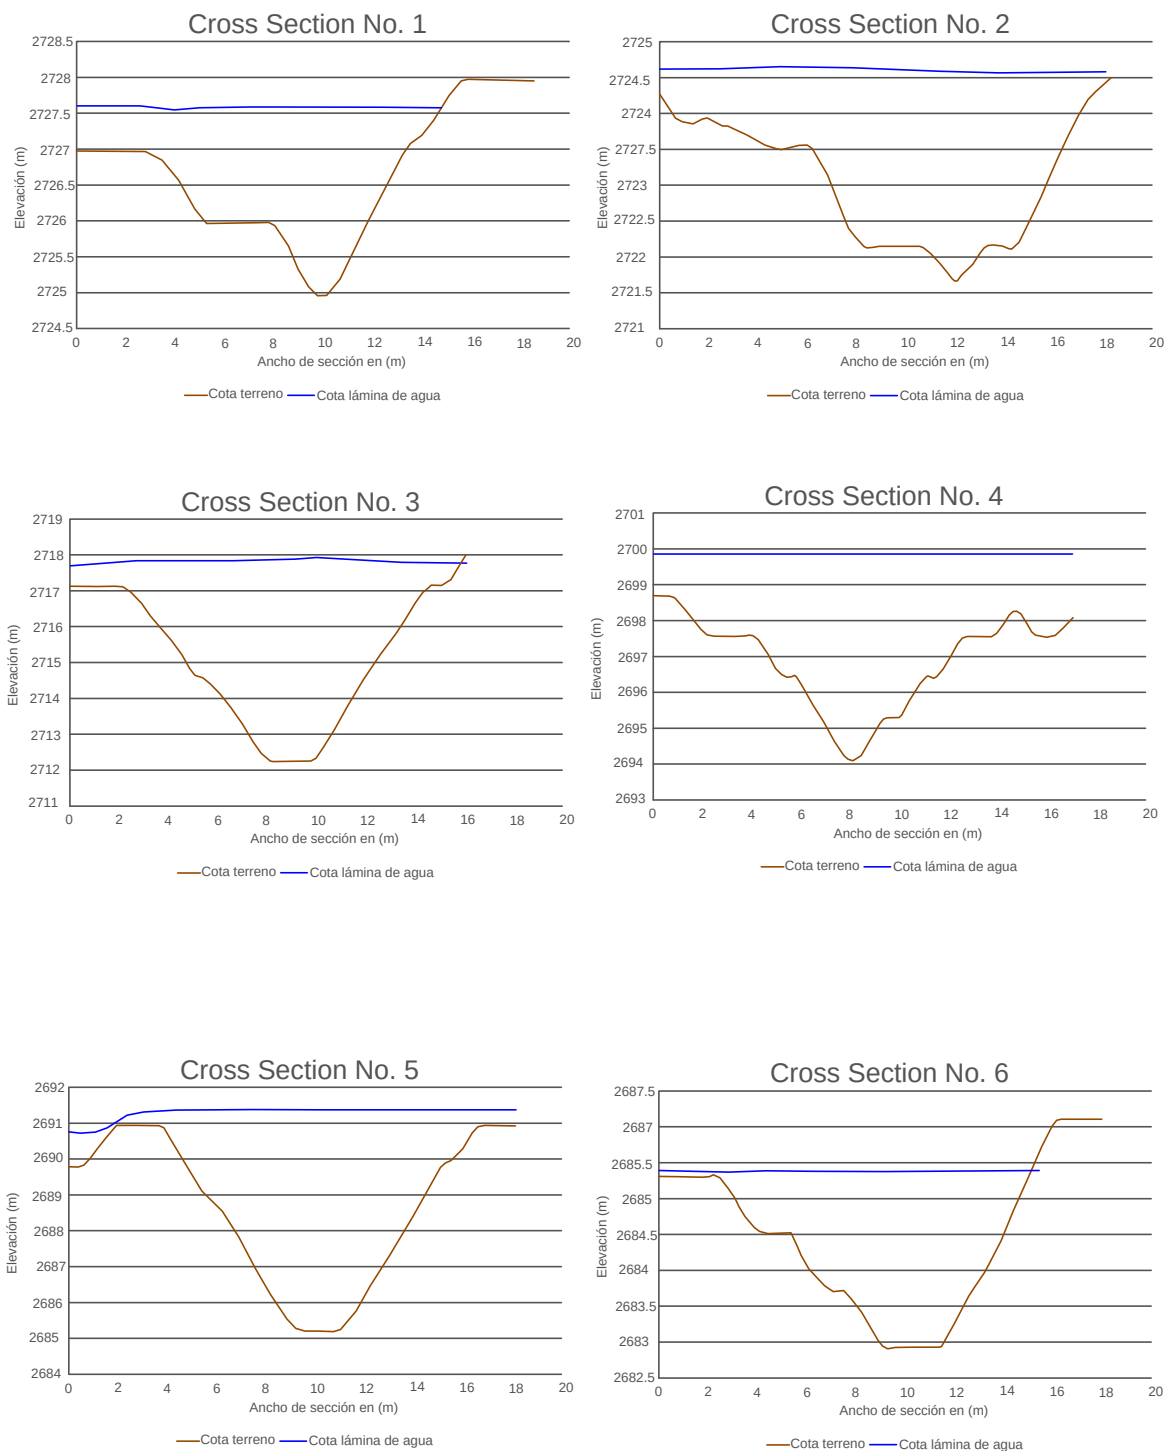 Cross Section No. 1
2728.5
2728
2727.5
2727
2726.5
2726
2725.5
2725
2724.5
Elevación (m)
0 2 4 6 8 10 12 14 16 18 20
Ancho de sección en (m)
Cota terreno Cota lámina de agua
Cross Section No. 2
2725
2724.5
2724
2727.5
2723
2722.5
2722
2721.5
2721
Elevación (m)
0 2 4 6 8 10 12 14 16 18 20
Ancho de sección en (m)
Cota terreno Cota lámina de agua
Cross Section No. 3
2719
2718
2717
2716
2715
2714
2713
2712
2711
Elevación (m)
0 2 4 6 8 10 12 14 16 18 20
Ancho de sección en (m)
Cota terreno Cota lámina de agua
Cross Section No. 4
2701
2700
2699
2698
2697
2696
2695
2694
2693
Elevación (m)
0 2 4 6 8 10 12 14 16 18 20
Ancho de sección en (m)
Cota terreno Cota lámina de agua
Cross Section No. 5
2692
2691
2690
2689
2688
2687
2686
2685
2684
Elevación (m)
0 2 4 6 8 10 12 14 16 18 20
Ancho de sección en (m)
Cota terreno Cota lámina de agua
Cross Section No. 6
2687.5
2687
2685.5
2685
2684.5
2684
2683.5
2683
2682.5
Elevación (m)
0 2 4 6 8 10 12 14 16 18 20
Ancho de sección en (m)
Cota terreno Cota lámina de agua